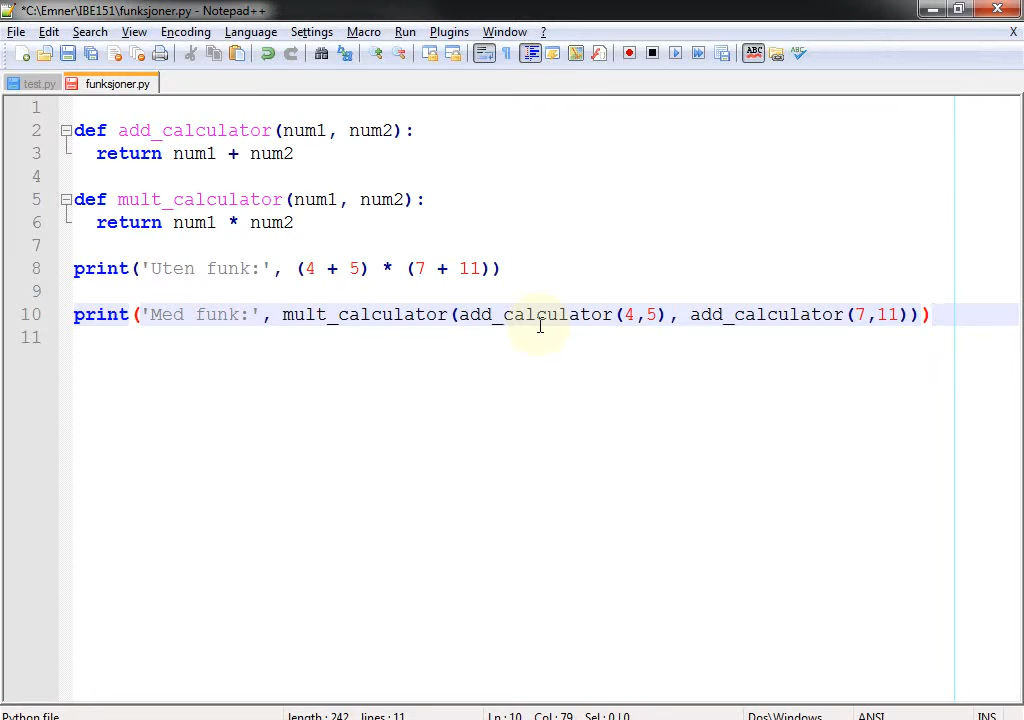 *C:\Emner\IBE151\funksjoner.py - Notepad++
File Edit Search View Encoding Language Settings Macro Run Plugins Window ? X
test.py funksjoner.py
1
2 def add_calculator(num1, num2):
3 return num1 + num2
4
5 def mult_calculator(num1, num2):
6 return num1 * num2
7
8 print('Uten funk:', (4 + 5) * (7 + 11))
9
10 print('Med funk:', mult_calculator(add_calculator(4,5), add_calculator(7,11)))
11
Python file length : 242 lines : 11 Ln : 10 Col : 79 Sel : 0 | 0 Dos\Windows ANSI INS